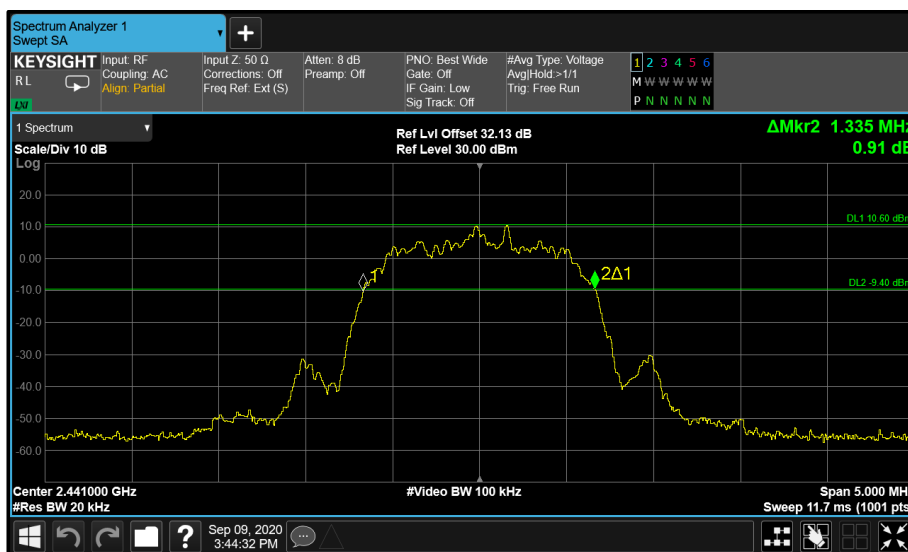 Spectrum Analyzer 1
Swept SA
+
KEYSIGHT
RL
LXI
Input: RF
Coupling: AC
Align: Partial
Input Z: 50 Ω
Corrections: Off
Freq Ref: Ext (S)
Atten: 8 dB
Preamp: Off
PNO: Best Wide
Gate: Off
IF Gain: Low
Sig Track: Off
#Avg Type: Voltage
Avg|Hold:>1/1
Trig: Free Run
1 2 3 4 5 6
M W W W W W
P N N N N N
1 Spectrum
Scale/Div 10 dB
Log
Ref Lvl Offset 32.13 dB
Ref Level 30.00 dBm
ΔMkr2 1.335 MHz
0.91 dB
20.0
10.0
0.00
-10.0
-20.0
-30.0
-40.0
-50.0
-60.0
DL1 10.60 dBm
1
2Δ1
DL2 -9.40 dBm
Center 2.441000 GHz
#Res BW 20 kHz
#Video BW 100 kHz
Span 5.000 MH
Sweep 11.7 ms (1001 pts
?
Sep 09, 2020
3:44:32 PM